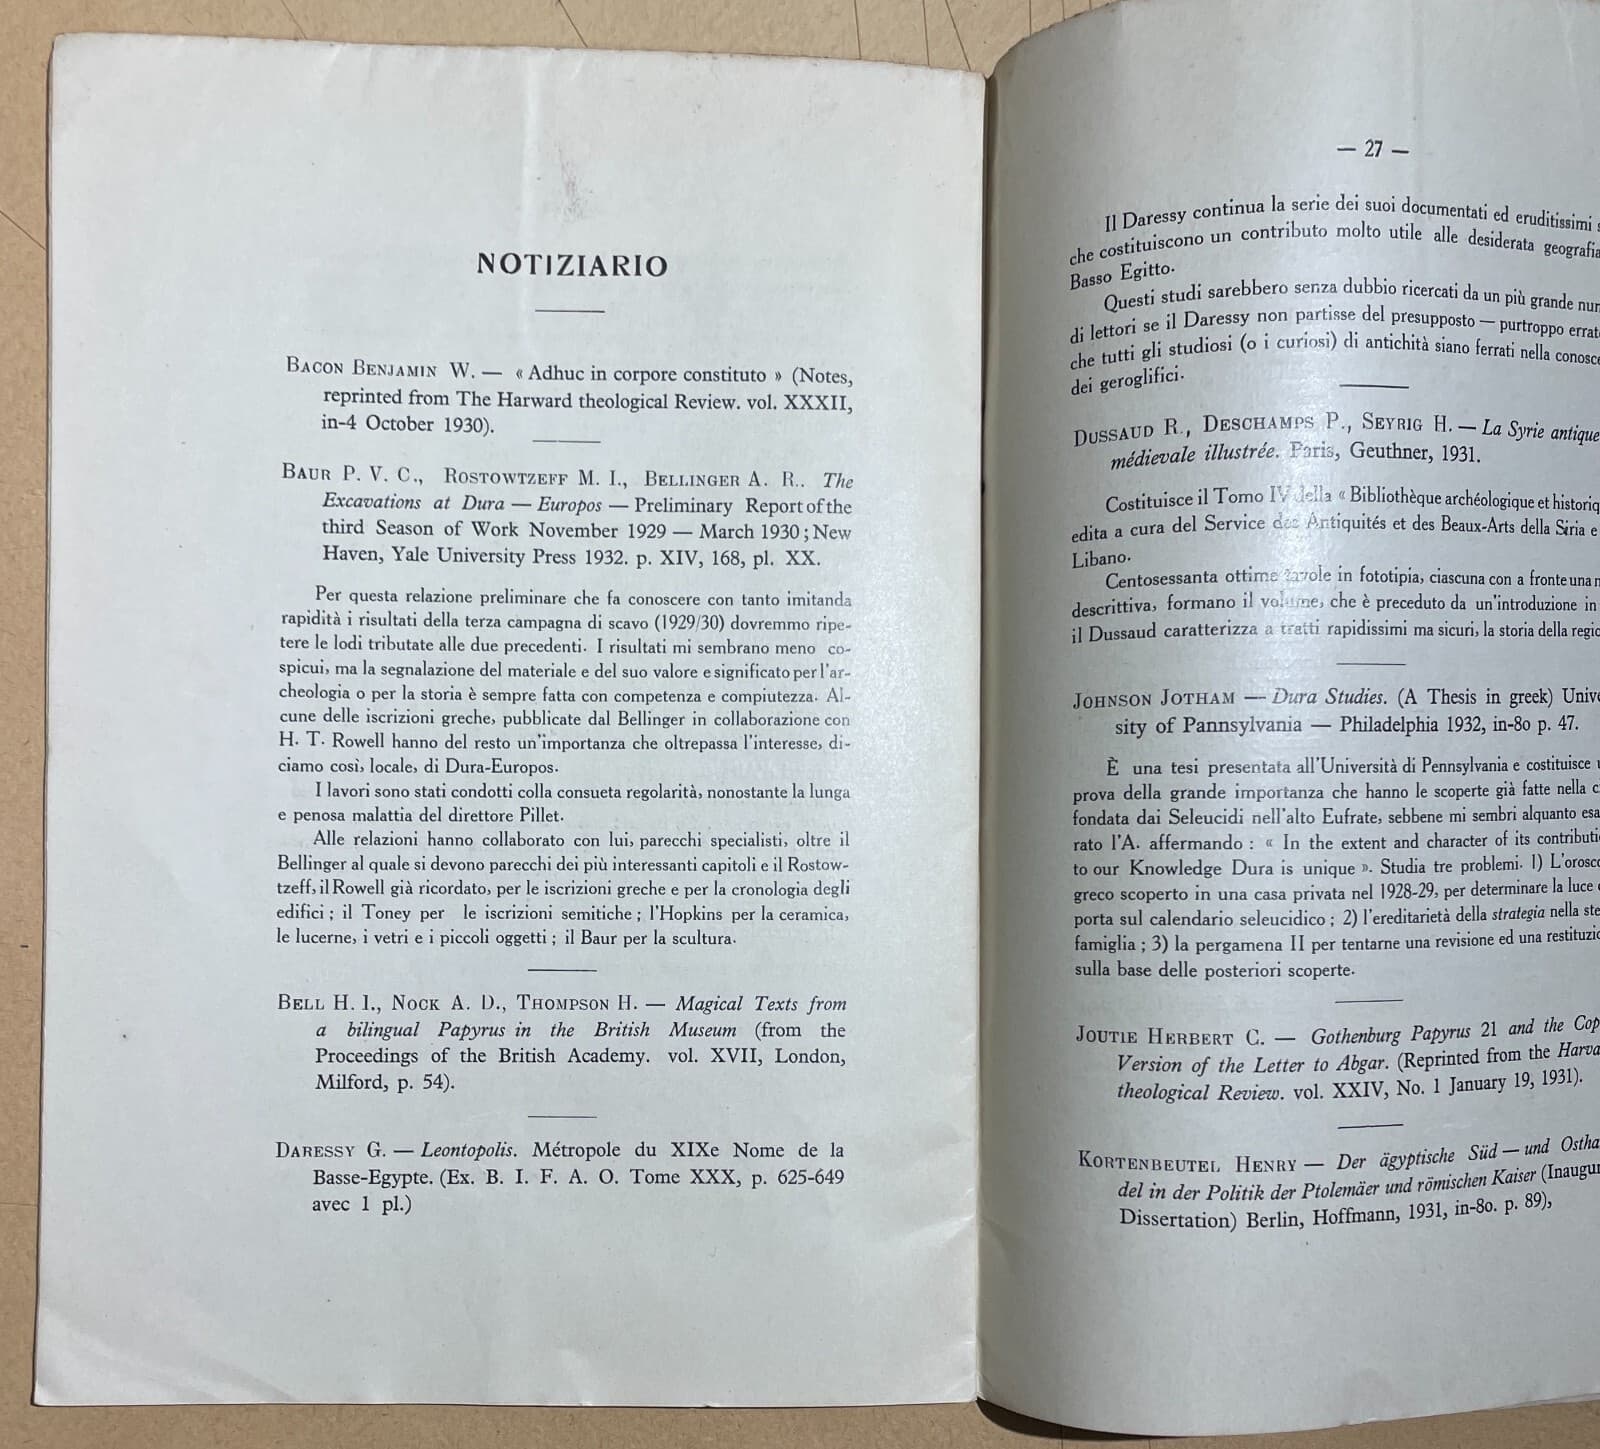 NOTIZIARIO
BACON BENJAMIN W. — « Adhuc in corpore constituto » (Notes,
reprinted from The Harward theological Review. vol. XXXII,
in-4 October 1930).
BAUR P. V. C., ROSTOWTZEFF M. I., BELLINGER A. R.. The
Excavations at Dura — Europos — Preliminary Report of the
third Season of Work November 1929 — March 1930 ; New
Haven, Yale University Press 1932. p. XIV, 168, pl. XX.
Per questa relazione preliminare che fa conoscere con tanto imitanda
rapidità i risultati della terza campagna di scavo (1929/30) dovremmo ripe-
tere le lodi tributate alle due precedenti. I risultati mi sembrano meno co-
spicui, ma la segnalazione del materiale e del suo valore e significato per l'ar-
cheologia o per la storia è sempre fatta con competenza e compiutezza. Al-
cune delle iscrizioni greche, pubblicate dal Bellinger in collaborazione con
H. T. Rowell hanno del resto un'importanza che oltrepassa l'interesse, di-
ciamo così, locale, di Dura-Europos.
I lavori sono stati condotti colla consueta regolarità, nonostante la lunga
e penosa malattia del direttore Pillet.
Alle relazioni hanno collaborato con lui, parecchi specialisti, oltre il
Bellinger al quale si devono parecchi dei più interessanti capitoli e il Rostow-
tzeff, il Rowell già ricordato, per le iscrizioni greche e per la cronologia degli
edifici ; il Toney per le iscrizioni semitiche ; l'Hopkins per la ceramica,
le lucerne, i vetri e i piccoli oggetti ; il Baur per la scultura.
BELL H. I., NOCK A. D., THOMPSON H. — Magical Texts from
a bilingual Papyrus in the British Museum (from the
Proceedings of the British Academy. vol. XVII, London,
Milford, p. 54).
DARESSY G. — Leontopolis. Métropole du XIXe Nome de la
Basse-Egypte. (Ex. B. I. F. A. O. Tome XXX, p. 625-649
avec 1 pl.)
— 27 —
Il Daressy continua la serie dei suoi documentati ed eruditissimi
che costituiscono un contributo molto utile alle desiderata geografia
Basso Egitto.
Questi studi sarebbero senza dubbio ricercati da un più grande
di lettori se il Daressy non partisse del presupposto — purtroppo
che tutti gli studiosi (o i curiosi) di antichità siano ferrati nella
dei geroglifici.
DUSSAUD R., DESCHAMPS P., SEYRIG H. — La Syrie antique
médievale illustrée. Paris, Geuthner, 1931.
Costituisce il Tomo IV della « Bibliothèque archéologique et
edita a cura del Service des Antiquités et des Beaux-Arts della Siria e
Libano.
Centosessanta ottime tavole in fototipia, ciascuna con a fronte una
descrittiva, formano il volume, che è preceduto da un'introduzione in
il Dussaud caratterizza a tratti rapidissimi ma sicuri, la storia della
JOHNSON JOTHAM — Dura Studies. (A Thesis in greek)
sity of Pannsylvania — Philadelphia 1932, in-8o p. 47.
È una tesi presentata all'Università di Pennsylvania e costituisce
prova della grande importanza che hanno le scoperte già fatte nella
fondata dai Seleucidi nell'alto Eufrate, sebbene mi sembri alquanto
rato l'A. affermando : « In the extent and character of its
to our Knowledge Dura is unique ». Studia tre problemi. 1)
greco scoperto in una casa privata nel 1928-29, per determinare la luce
porta sul calendario seleucidico ; 2) l'ereditarietà della strategia nella
famiglia ; 3) la pergamena II per tentarne una revisione ed una
sulla base delle posteriori scoperte.
JOUTIE HERBERT C. — Gothenburg Papyrus 21 and the
Version of the Letter to Abgar. (Reprinted from the
theological Review. vol. XXIV, No. 1 January 19, 1931).
KORTENBEUTEL HENRY — Der ägyptische Süd — und
del in der Politik der Ptolemäer und römischen Kaiser
Dissertation) Berlin, Hoffmann, 1931, in-8o. p. 89),